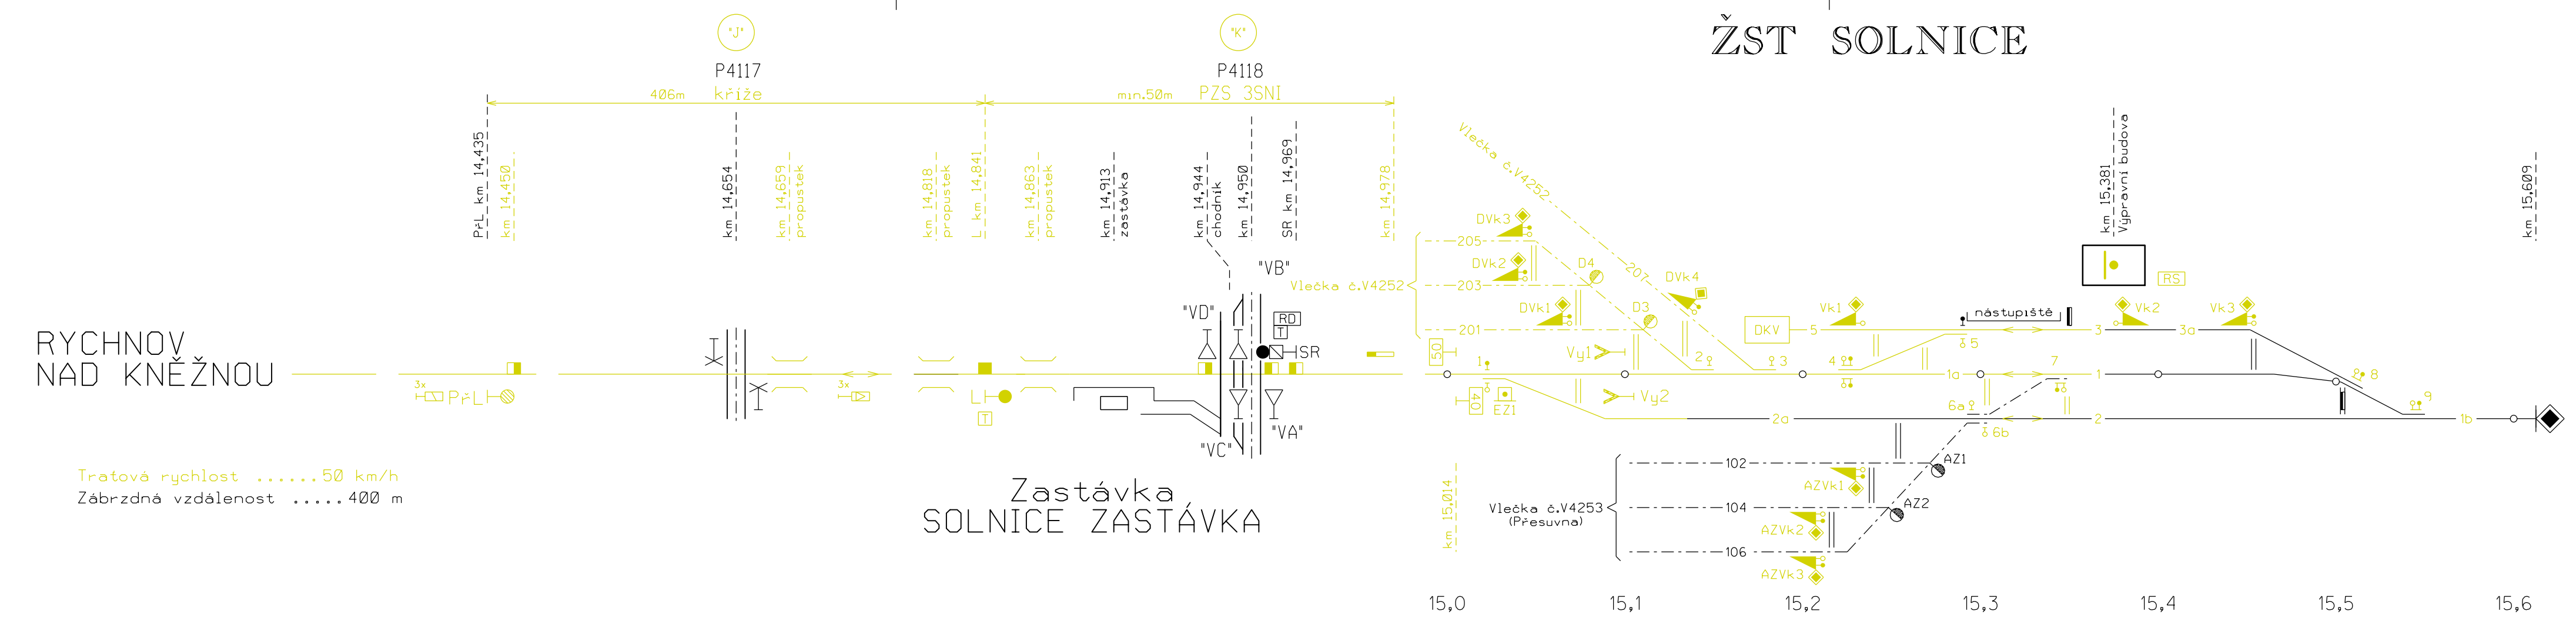 ŽST SOLNICE
"J"
"K"
P4117
P4118
406m
kříže
min.50m
PZS 3SNI
PřL km 14,435
km 14,450
km 14,654
km 14,659
propustek
km 14,818
propustek
L km 14,841
km 14,863
propustek
km 14,913
zastávka
km 14,944
chodník
km 14,950
SR km 14,969
km 14,978
Vlečka č.V4252
km 15,381
Výpravní budova
km 15,609
DVk3
205
DVk2
D4
203
207
DVk4
Vlečka č.V4252
"VB"
"VD"
DVk1
D3
201
RS
Vk1
nástupiště
Vk2
Vk3
RD
T
DKV
5
3
3a
RYCHNOV
NAD KNĚŽNOU
SR
50
Vy1
1
2
3
4
5
7
8
1a
1
3x
PřL
3x
L
T
40
EZ1
Vy2
6a
9
2a
2
1b
"VC"
"VA"
6b
Traťová rychlost ......50 km/h
Zábrzdná vzdálenost .....400 m
Zastávka
SOLNICE ZASTÁVKA
km 15,014
102
AZ1
AZVk1
Vlečka č.V4253
(Přesuvna)
104
AZ2
AZVk2
106
AZVk3
15,0
15,1
15,2
15,3
15,4
15,5
15,6